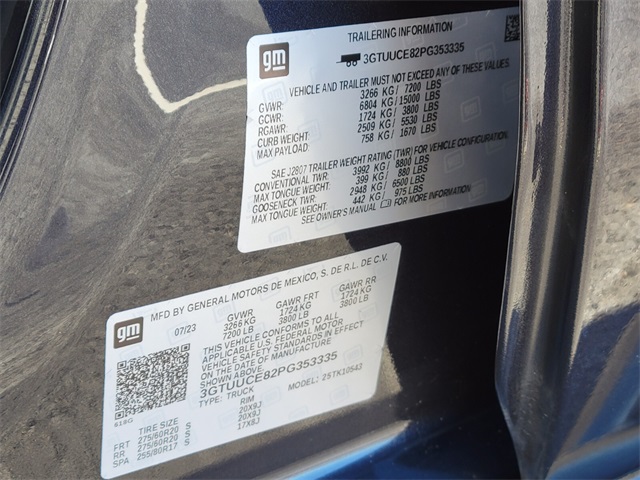 TRAILERING INFORMATION
gm
3GTUUCE82PG353335
VEHICLE AND TRAILER MUST NOT EXCEED ANY OF THESE VALUES
GVWR: 3266 KG / 7200 LBS
GCWR: 6804 KG / 15000 LBS
RGAWR: 1724 KG / 3800 LBS
CURB WEIGHT: 2509 KG / 5530 LBS
MAX PAYLOAD: 758 KG / 1670 LBS
SAE J2807 TRAILER WEIGHT RATING (TWR) FOR VEHICLE CONFIGURATION
CONVENTIONAL TWR: 3992 KG / 8800 LBS
MAX TONGUE WEIGHT: 399 KG / 880 LBS
GOOSENECK TWR: 2948 KG / 6500 LBS
MAX TONGUE WEIGHT: 442 KG / 975 LBS
SEE OWNER'S MANUAL FOR MORE INFORMATION
MFD BY GENERAL MOTORS DE MEXICO, S. DE R.L. DE C.V.
gm
07/23 GVWR GAWR FRT GAWR RR
3266 KG 1724 KG 1724 KG
7200 LB 3800 LB 3800 LB
THIS VEHICLE CONFORMS TO ALL
APPLICABLE U.S. FEDERAL MOTOR
VEHICLE SAFETY STANDARDS IN EFFECT
ON THE DATE OF MANUFACTURE
SHOWN ABOVE.
3GTUUCE82PG353335
TYPE: TRUCK MODEL: 25TK10543
TIRE SIZE RIM
FRT 275/60R20 S 20X9J
RR 275/60R20 S 20X9J
SPA 255/80R17 S 17X8J